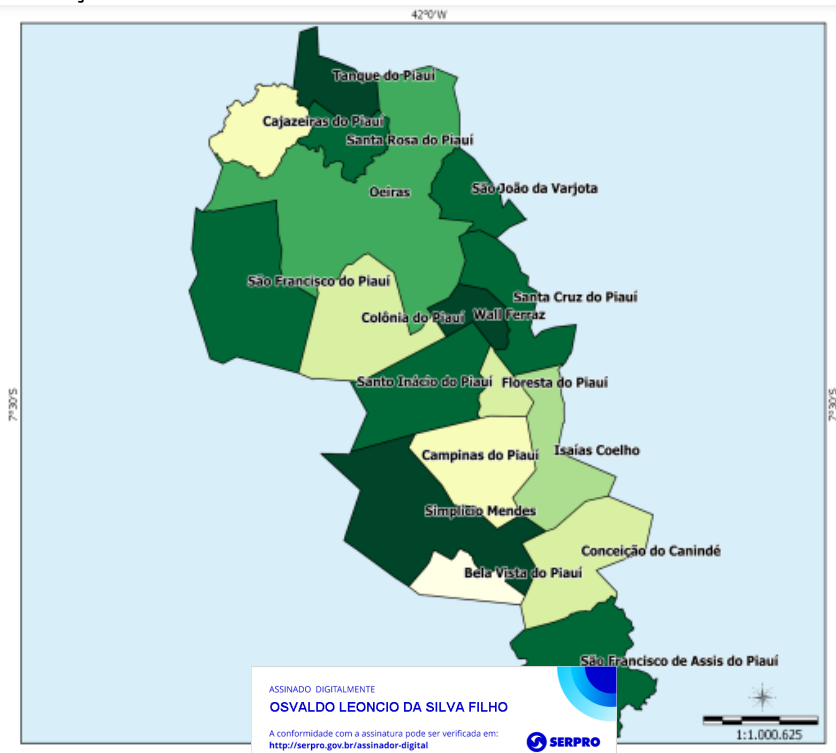 42°0'W
Tanque do Piauí
Cajazeiras do Piauí
Santa Rosa do Piauí
Oeiras
São João da Varjota
São Francisco do Piauí
Santa Cruz do Piauí
Colônia do Piauí
Wall Ferraz
Santo Inácio do Piauí
Floresta do Piauí
7°30'S
7°30'S
Campinas do Piauí
Isaías Coelho
Simplício Mendes
Conceição do Canindé
Bela Vista do Piauí
São Francisco de Assis do Piauí
ASSINADO DIGITALMENTE
OSVALDO LEONCIO DA SILVA FILHO
A conformidade com a assinatura pode ser verificada em:
http://serpro.gov.br/assinador-digital
SERPRO
1:1.000.625